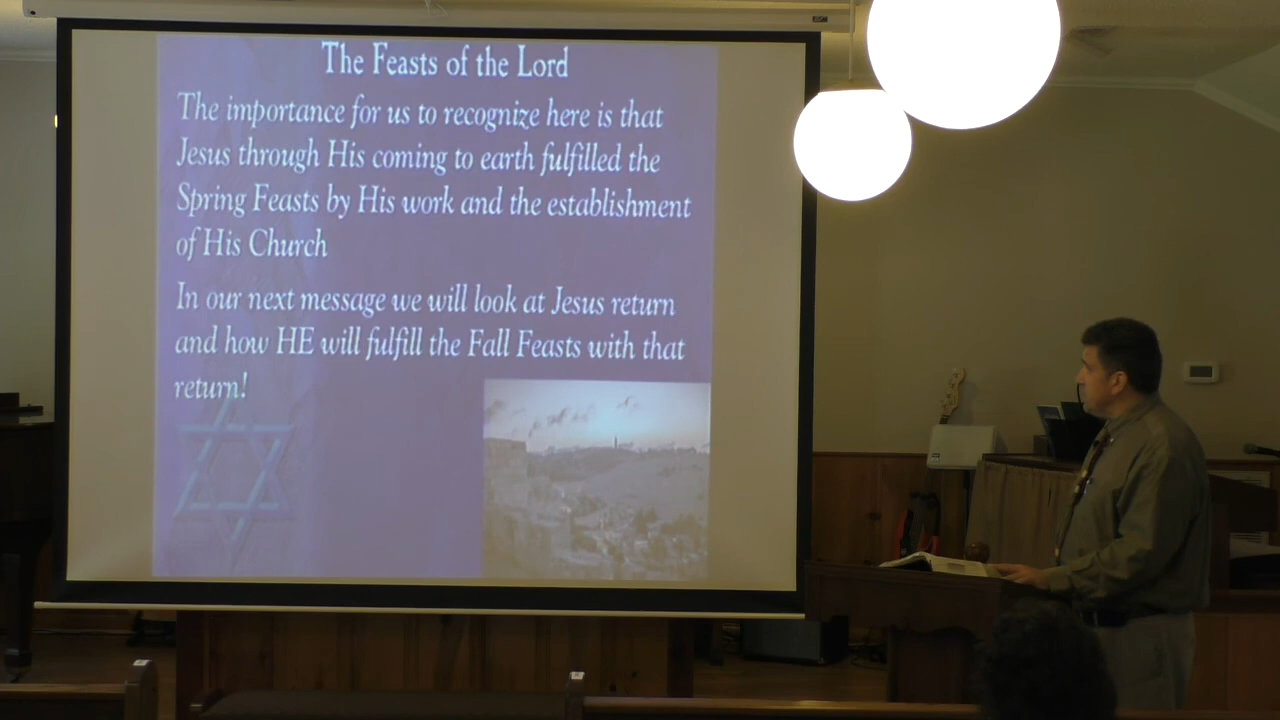 The Feasts of the Lord
The importance for us to recognize here is that
Jesus through His coming to earth fulfilled the
Spring Feasts by His work and the establishment
of His Church
In our next message we will look at Jesus return
and how HE will fulfill the Fall Feasts with that
return!